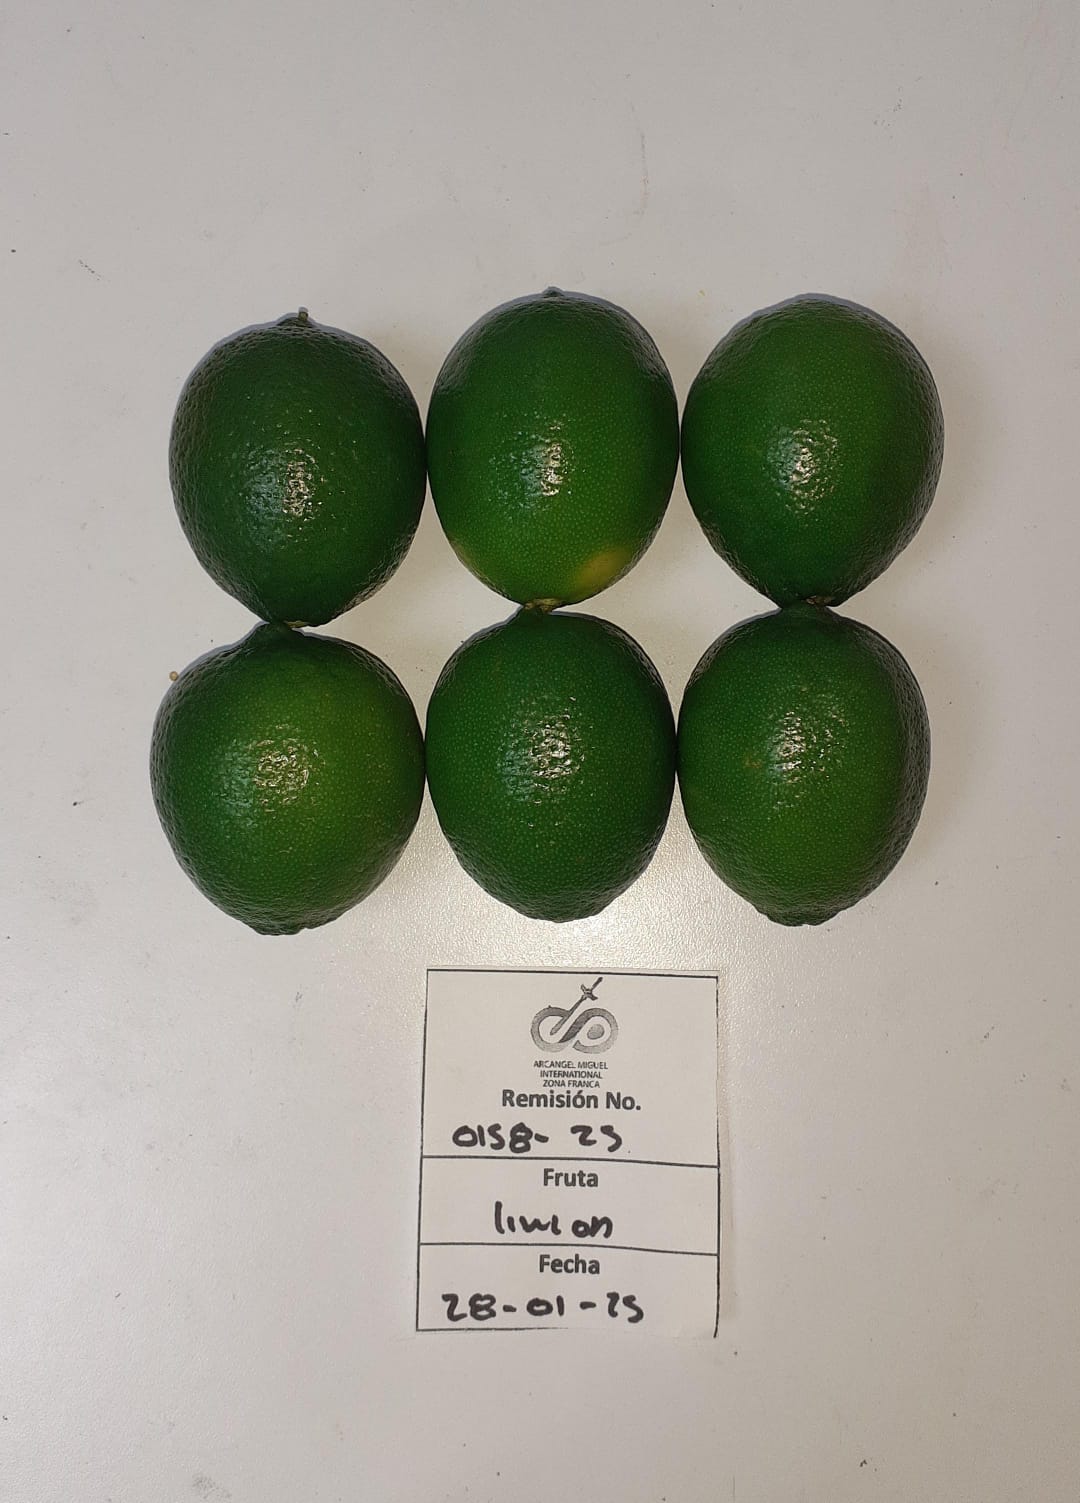 ARCANGEL MIGUEL
INTERNATIONAL
ZONA FRANCA
Remisión No.
0158- 25
Fruta
limon
Fecha
28-01-25